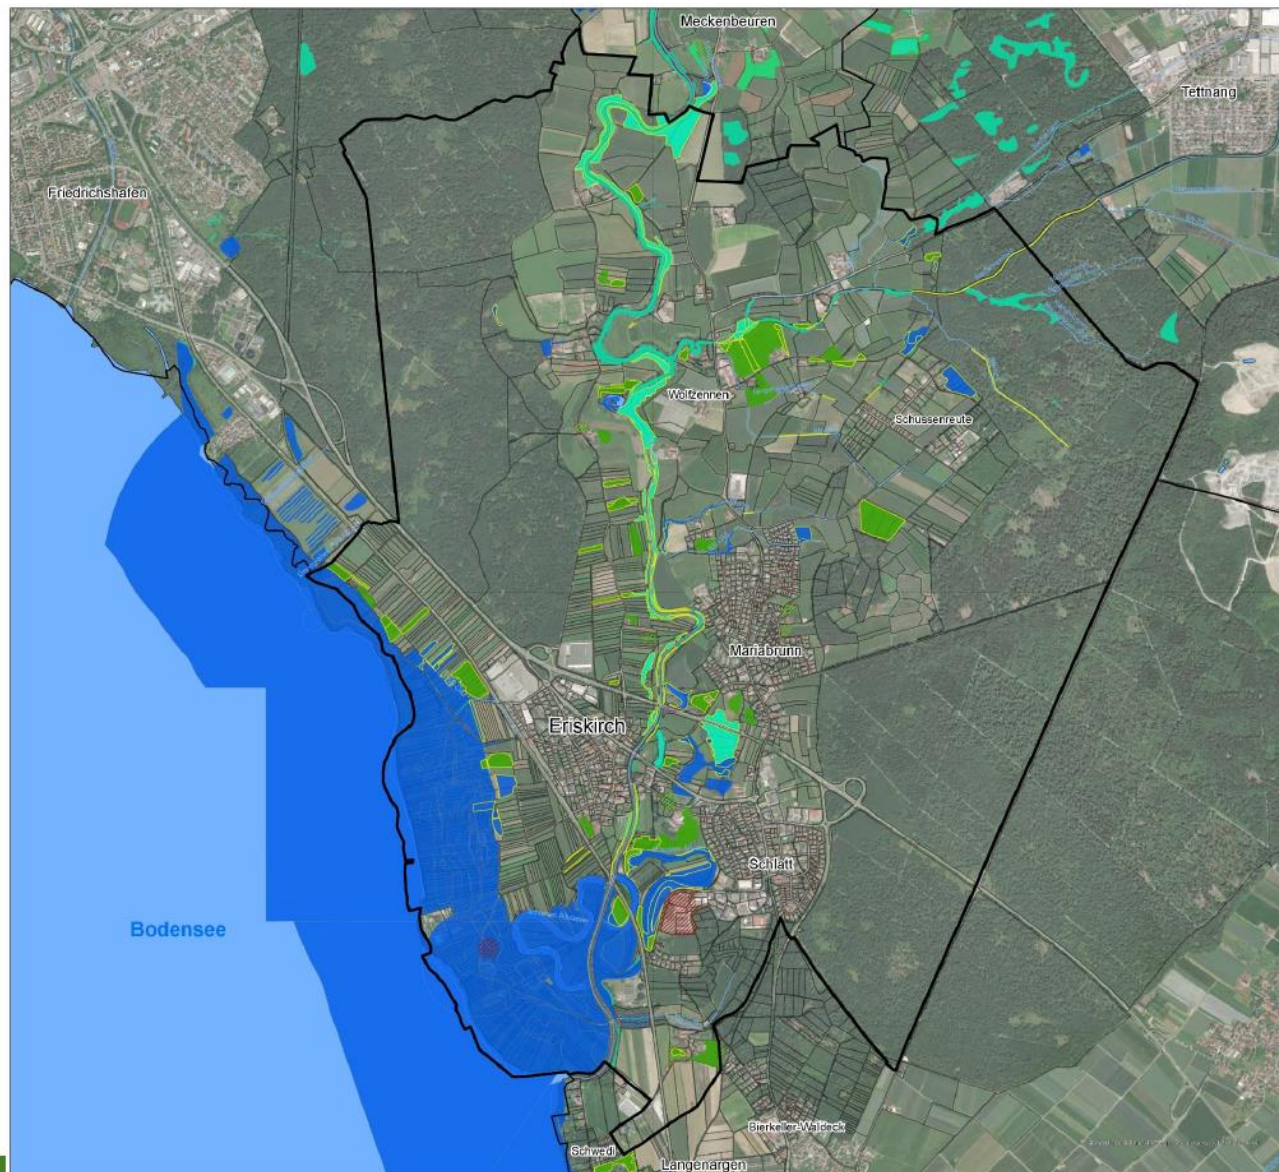 Meckenbeuren
Tettnang
Friedrichshafen
Wolfzennen
Schussenreute
Mariabrunn
Eriskirch
Schlatt
Bodensee
Bierkeller-Waldeck
Schwedi
Langenargen